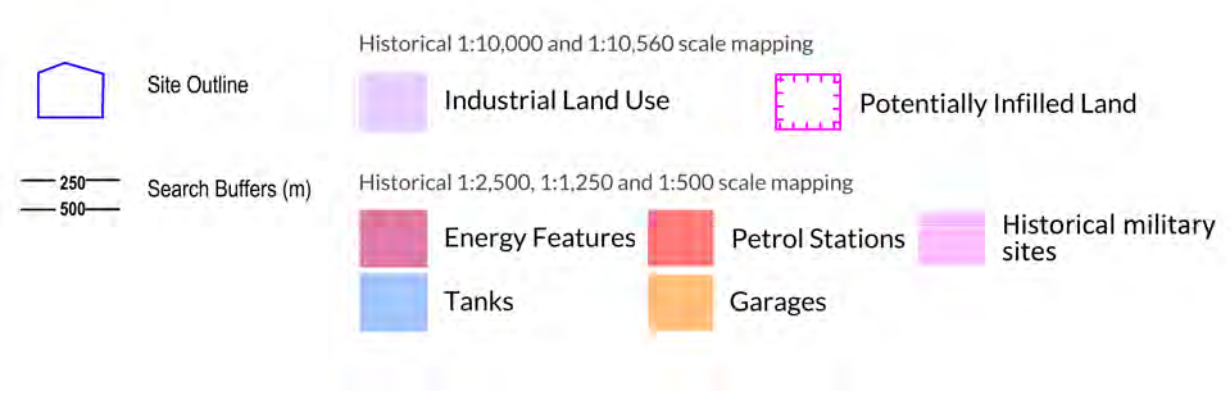 Site Outline
250
500
Search Buffers (m)
Historical 1:10,000 and 1:10,560 scale mapping
Industrial Land Use
Potentially Infilled Land
Historical 1:2,500, 1:1,250 and 1:500 scale mapping
Energy Features
Petrol Stations
Historical military
sites
Tanks
Garages